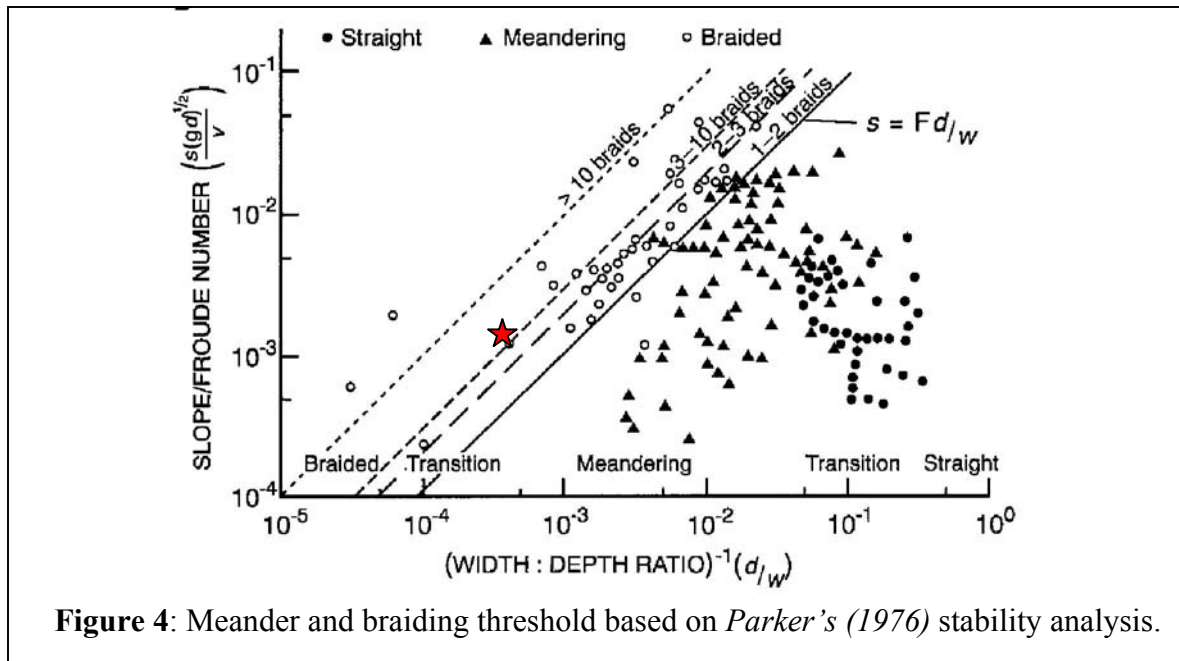 ● Straight ▲ Meandering ○ Braided
SLOPE/FROUDE NUMBER (s(gd)^1/2 / v)
10^-1
10^-2
10^-3
10^-4
> 10 braids
3–10 braids
2–3 braids
1–2 braids
s = Fd/w
Braided Transition Meandering Transition Straight
10^-5 10^-4 10^-3 10^-2 10^-1 10^0
(WIDTH : DEPTH RATIO)^-1 (d/w)
Figure 4: Meander and braiding threshold based on Parker's (1976) stability analysis.